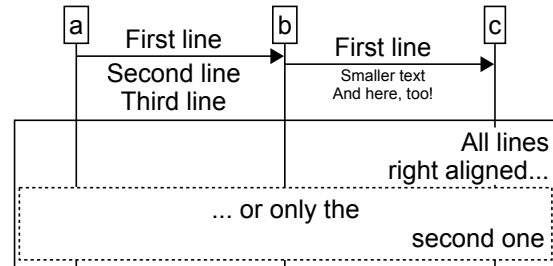 a b c
First line
Second line
Third line
First line
Smaller text
And here, too!
All lines
right aligned...
... or only the
second one